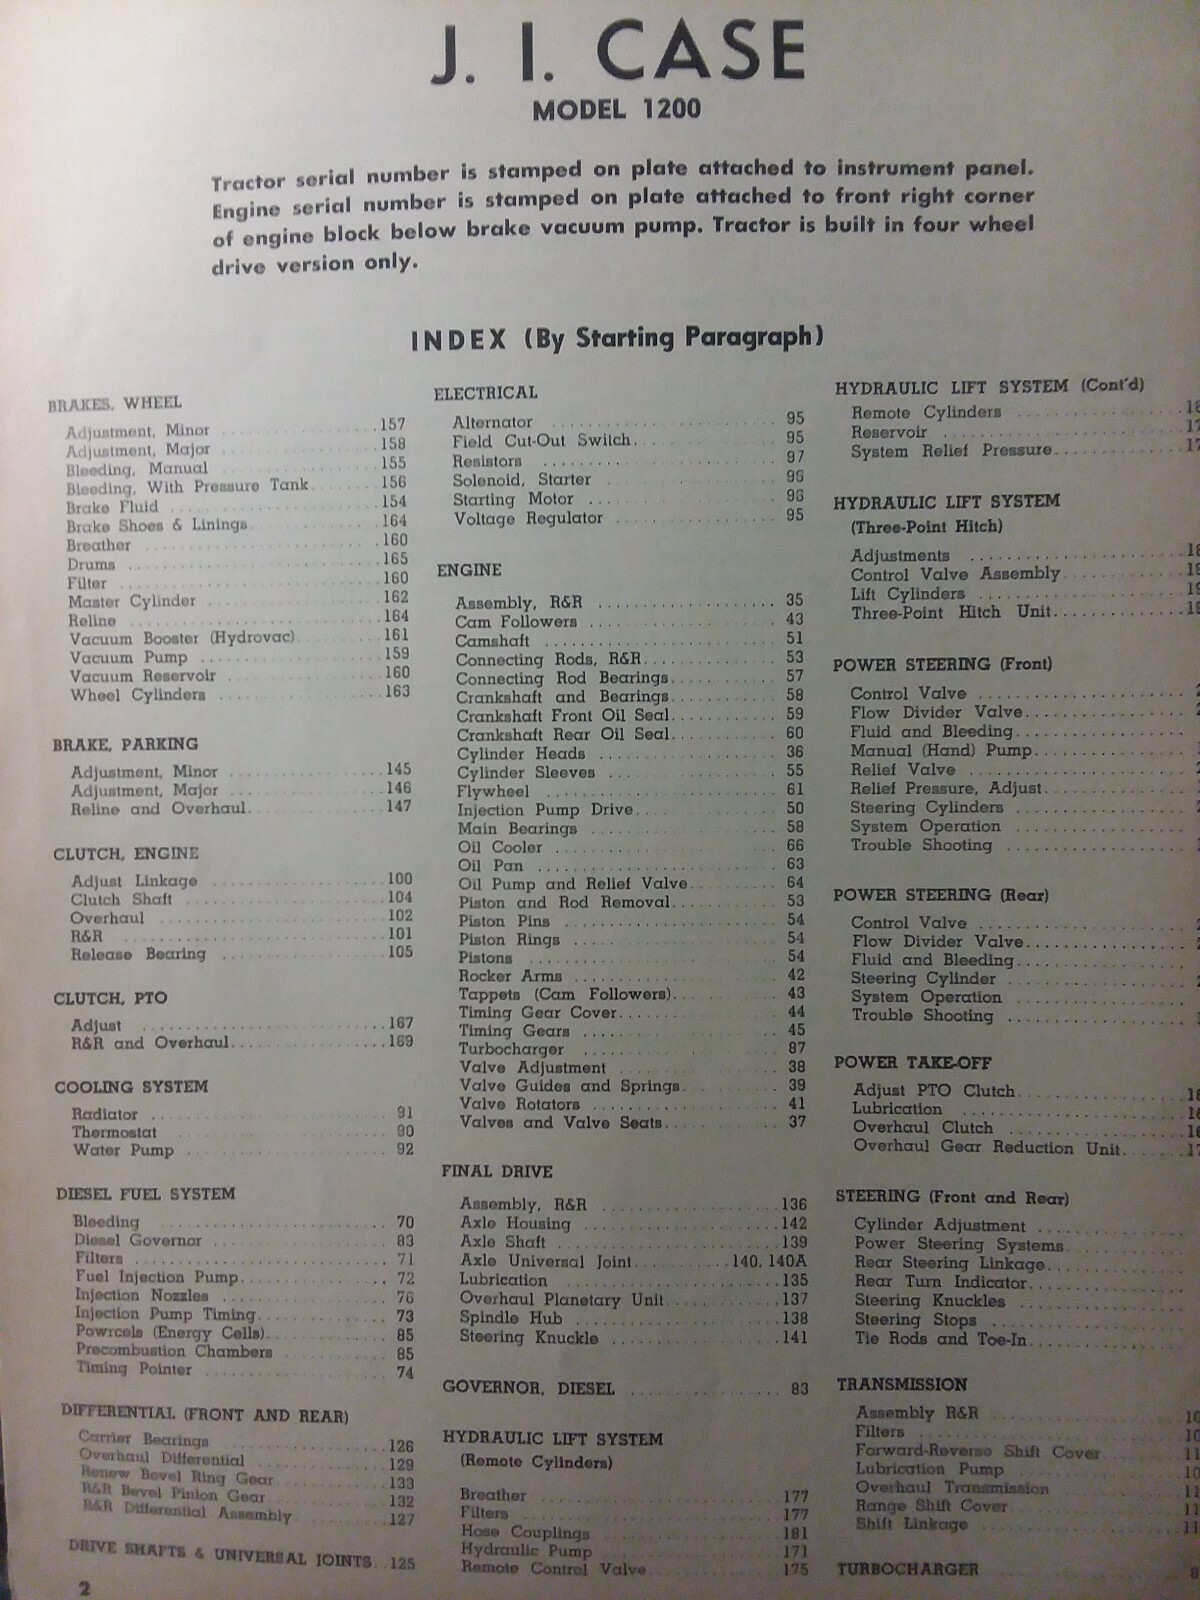 J. I. CASE
MODEL 1200
Tractor serial number is stamped on plate attached to instrument panel.
Engine serial number is stamped on plate attached to front right corner
of engine block below brake vacuum pump. Tractor is built in four wheel
drive version only.
INDEX (By Starting Paragraph)
BRAKES, WHEEL
Adjustment, Minor 157
Adjustment, Major 158
Bleeding, Manual 155
Bleeding, With Pressure Tank 156
Brake Fluid 154
Brake Shoes & Linings 164
Breather 160
Drums 165
Filter 160
Master Cylinder 162
Reline 164
Vacuum Booster (Hydrovac) 161
Vacuum Pump 159
Vacuum Reservoir 160
Wheel Cylinders 163
BRAKE, PARKING
Adjustment, Minor 145
Adjustment, Major 146
Reline and Overhaul 147
CLUTCH, ENGINE
Adjust Linkage 100
Clutch Shaft 104
Overhaul 102
R&R 101
Release Bearing 105
CLUTCH, PTO
Adjust 167
R&R and Overhaul 169
COOLING SYSTEM
Radiator 91
Thermostat 90
Water Pump 92
DIESEL FUEL SYSTEM
Bleeding 70
Diesel Governor 83
Filters 71
Fuel Injection Pump 72
Injection Nozzles 76
Injection Pump Timing 73
Powrcels (Energy Cells) 85
Precombustion Chambers 85
Timing Pointer 74
DIFFERENTIAL (FRONT AND REAR)
Carrier Bearings 126
Overhaul Differential 129
Renew Bevel Ring Gear 133
R&R Bevel Pinion Gear 132
R&R Differential Assembly 127
DRIVE SHAFTS & UNIVERSAL JOINTS 125
2
ELECTRICAL
Alternator 95
Field Cut-Out Switch 95
Resistors 97
Solenoid, Starter 96
Starting Motor 96
Voltage Regulator 95
ENGINE
Assembly, R&R 35
Cam Followers 43
Camshaft 51
Connecting Rods, R&R 53
Connecting Rod Bearings 57
Crankshaft and Bearings 58
Crankshaft Front Oil Seal 59
Crankshaft Rear Oil Seal 60
Cylinder Heads 36
Cylinder Sleeves 55
Flywheel 61
Injection Pump Drive 50
Main Bearings 58
Oil Cooler 66
Oil Pan 63
Oil Pump and Relief Valve 64
Piston and Rod Removal 53
Piston Pins 54
Piston Rings 54
Pistons 54
Rocker Arms 42
Tappets (Cam Followers) 43
Timing Gear Cover 44
Timing Gears 45
Turbocharger 87
Valve Adjustment 38
Valve Guides and Springs 39
Valve Rotators 41
Valves and Valve Seats 37
FINAL DRIVE
Assembly, R&R 136
Axle Housing 142
Axle Shaft 139
Axle Universal Joint 140, 140A
Lubrication 135
Overhaul Planetary Unit 137
Spindle Hub 138
Steering Knuckle 141
GOVERNOR, DIESEL 83
HYDRAULIC LIFT SYSTEM
(Remote Cylinders)
Breather 177
Filters 177
Hose Couplings 181
Hydraulic Pump 171
Remote Control Valve 175
HYDRAULIC LIFT SYSTEM (Cont'd)
Remote Cylinders
Reservoir
System Relief Pressure
HYDRAULIC LIFT SYSTEM
(Three-Point Hitch)
Adjustments
Control Valve Assembly
Lift Cylinders
Three-Point Hitch Unit
POWER STEERING (Front)
Control Valve
Flow Divider Valve
Fluid and Bleeding
Manual (Hand) Pump
Relief Valve
Relief Pressure, Adjust
Steering Cylinders
System Operation
Trouble Shooting
POWER STEERING (Rear)
Control Valve
Flow Divider Valve
Fluid and Bleeding
Steering Cylinder
System Operation
Trouble Shooting
POWER TAKE-OFF
Adjust PTO Clutch
Lubrication
Overhaul Clutch
Overhaul Gear Reduction Unit
STEERING (Front and Rear)
Cylinder Adjustment
Power Steering Systems
Rear Steering Linkage
Rear Turn Indicator
Steering Knuckles
Steering Stops
Tie Rods and Toe-In
TRANSMISSION
Assembly R&R
Filters
Forward-Reverse Shift Cover
Lubrication Pump
Overhaul Transmission
Range Shift Cover
Shift Linkage
TURBOCHARGER